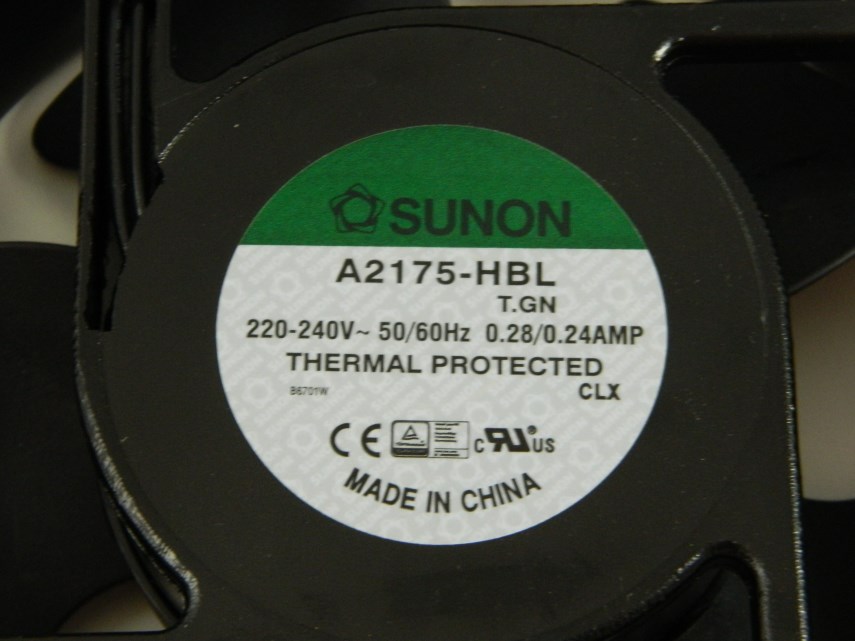 SUNON
A2175-HBL
T.GN
220-240V~ 50/60Hz 0.28/0.24AMP
THERMAL PROTECTED
B6701W
CLX
CE
c RU US
MADE IN CHINA